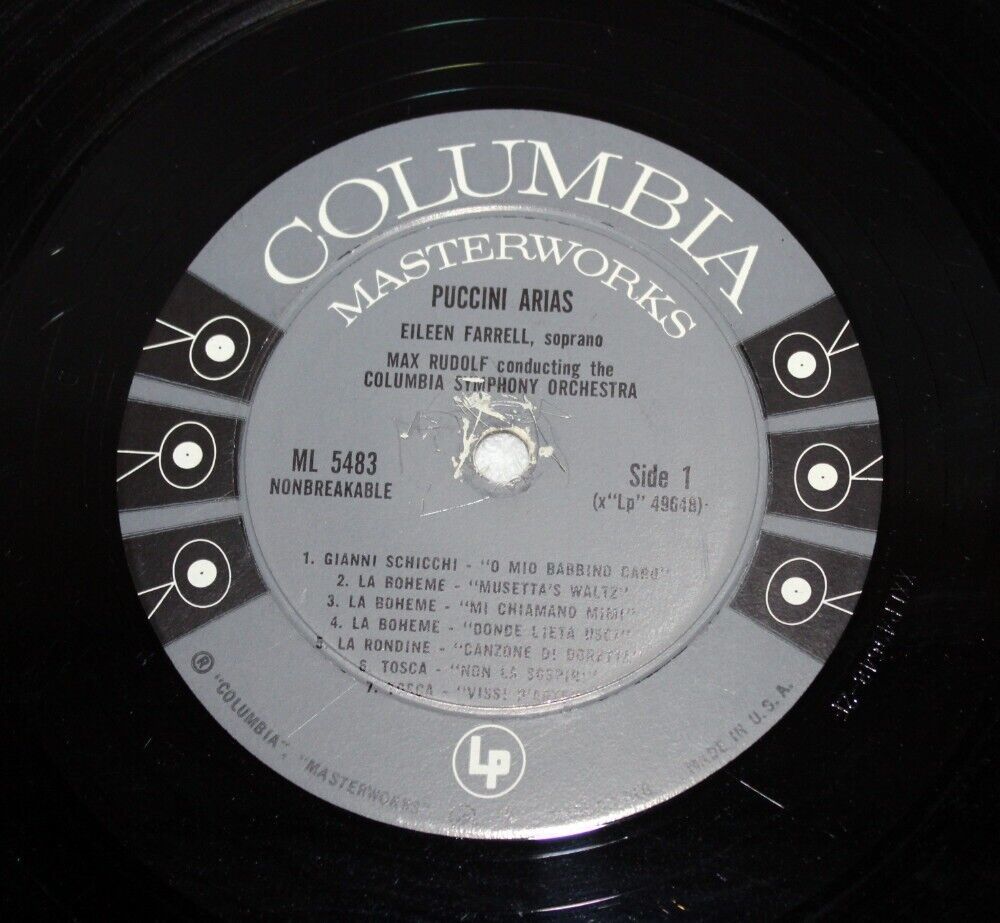 COLUMBIA
MASTERWORKS
PUCCINI ARIAS
EILEEN FARRELL, soprano
MAX RUDOLF conducting the
COLUMBIA SYMPHONY ORCHESTRA
ML 5483
NONBREAKABLE
Side 1
(x"Lp" 49648)
1. GIANNI SCHICCHI - "O MIO BABBINO CARO"
2. LA BOHEME - "MUSETTA'S WALTZ"
3. LA BOHEME - "MI CHIAMANO MIMI"
4. LA BOHEME - "DONDE LIETA USCI"
5. LA RONDINE - "CANZONE DI DORETTA"
6. TOSCA - "NON LA SOSPIRI"
7. TOSCA - "VISSI D'ARTE"
Lp
® "COLUMBIA", "MASTERWORKS", MADE IN U.S.A.